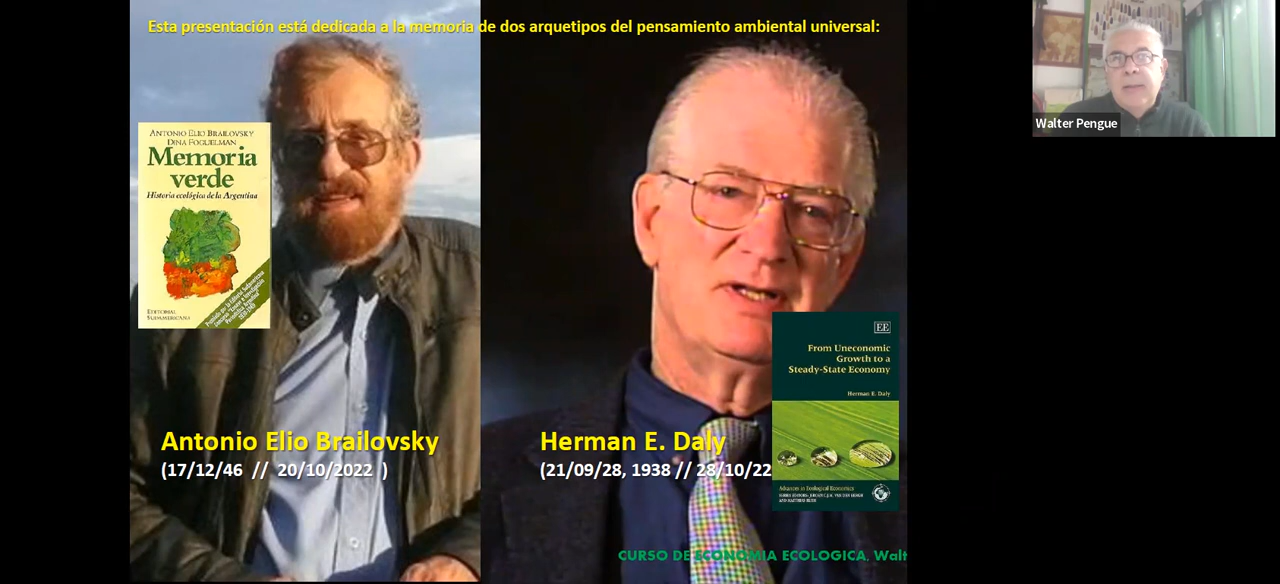 Esta presentación está dedicada a la memoria de dos arquetipos del pensamiento ambiental universal:
ANTONIO ELIO BRAILOVSKY
DINA FOGUELMAN
Memoria
verde
Historia ecológica de la Argentina
EDITORIAL
SUDAMERICANA
Antonio Elio Brailovsky
(17/12/46 // 20/10/2022 )
Herman E. Daly
(21/09/28, 1938 // 28/10/22
EE
From Uneconomic
Growth to a
Steady-State Economy
Herman E. Daly
Advances in Ecological Economics
CURSO DE ECONOMIA ECOLOGICA, Walt
Walter Pengue